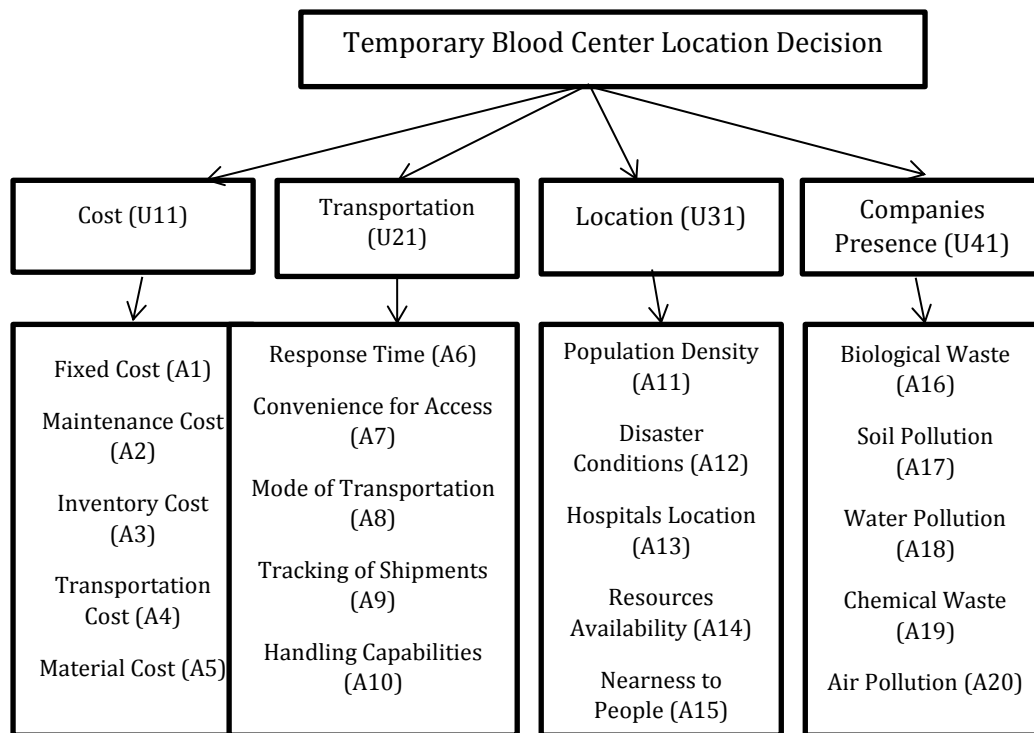 Temporary Blood Center Location Decision
Cost (U11)
Transportation
(U21)
Location (U31)
Companies
Presence (U41)
Fixed Cost (A1)
Maintenance Cost
(A2)
Inventory Cost
(A3)
Transportation
Cost (A4)
Material Cost (A5)
Response Time (A6)
Convenience for Access
(A7)
Mode of Transportation
(A8)
Tracking of Shipments
(A9)
Handling Capabilities
(A10)
Population Density
(A11)
Disaster
Conditions (A12)
Hospitals Location
(A13)
Resources
Availability (A14)
Nearness to
People (A15)
Biological Waste
(A16)
Soil Pollution
(A17)
Water Pollution
(A18)
Chemical Waste
(A19)
Air Pollution (A20)